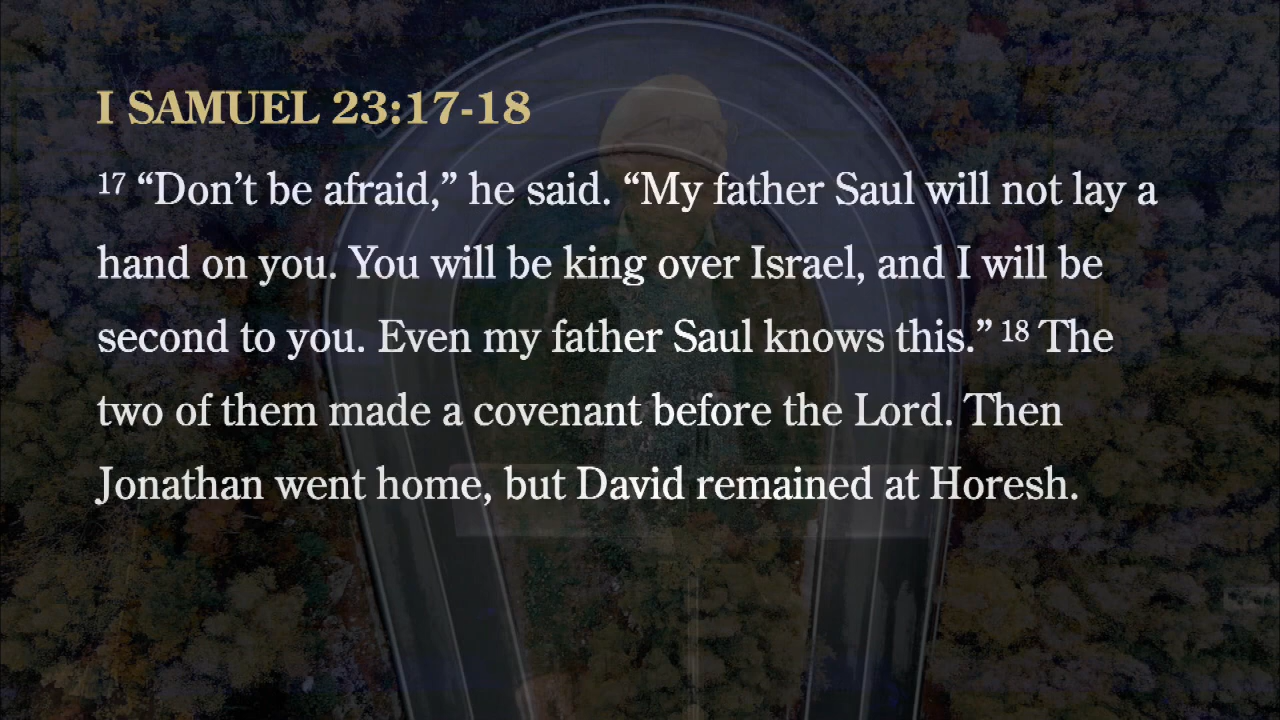 I SAMUEL 23:17-18
17 “Don’t be afraid,” he said. “My father Saul will not lay a
hand on you. You will be king over Israel, and I will be
second to you. Even my father Saul knows this.” 18 The
two of them made a covenant before the Lord. Then
Jonathan went home, but David remained at Horesh.